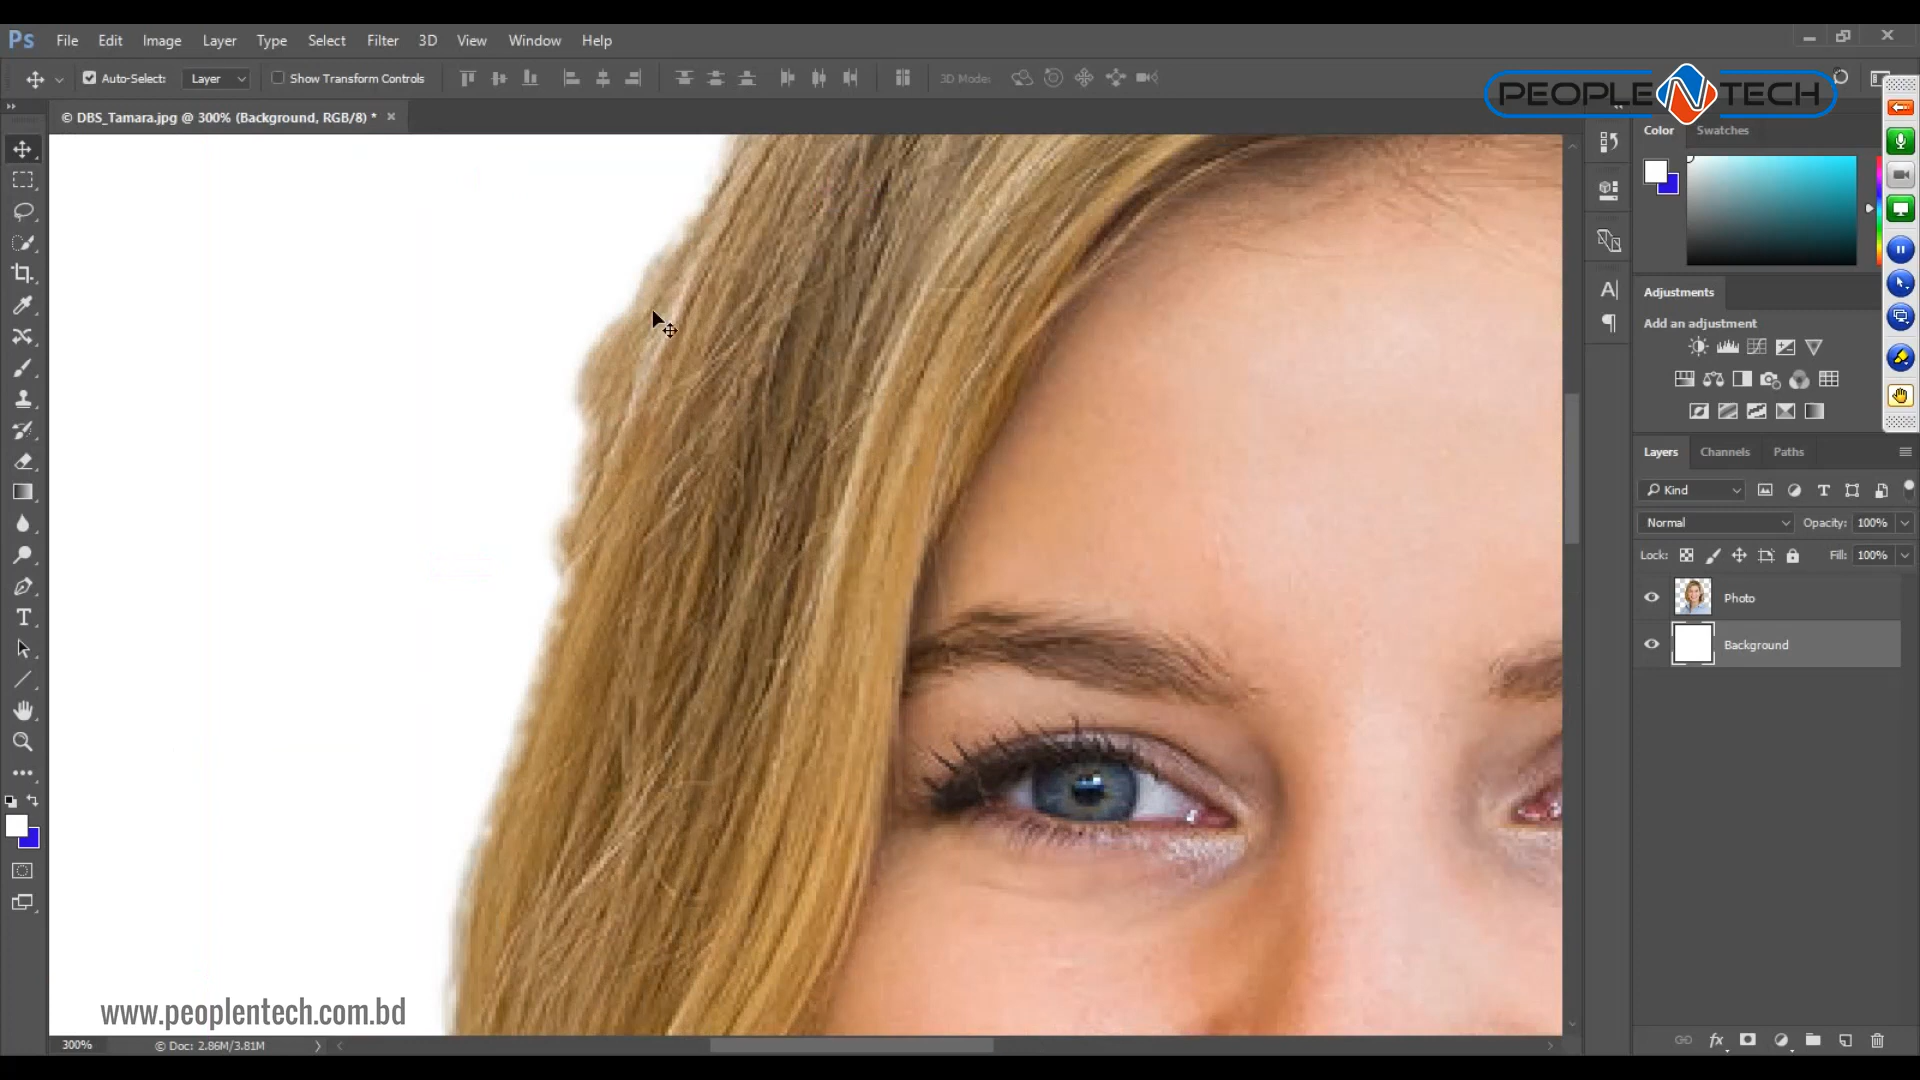 Ps File Edit Image Layer Type Select Filter 3D View Window Help
Auto-Select: Layer Show Transform Controls 3D Mode:
PEOPLE N TECH
© DBS_Tamara.jpg @ 300% (Background, RGB/8) *
Color Swatches
Adjustments
Add an adjustment
Layers Channels Paths
Kind
Normal Opacity: 100%
Lock: Fill: 100%
Photo
Background
www.peoplentech.com.bd
300% © Doc: 2.86M/3.81M
fx